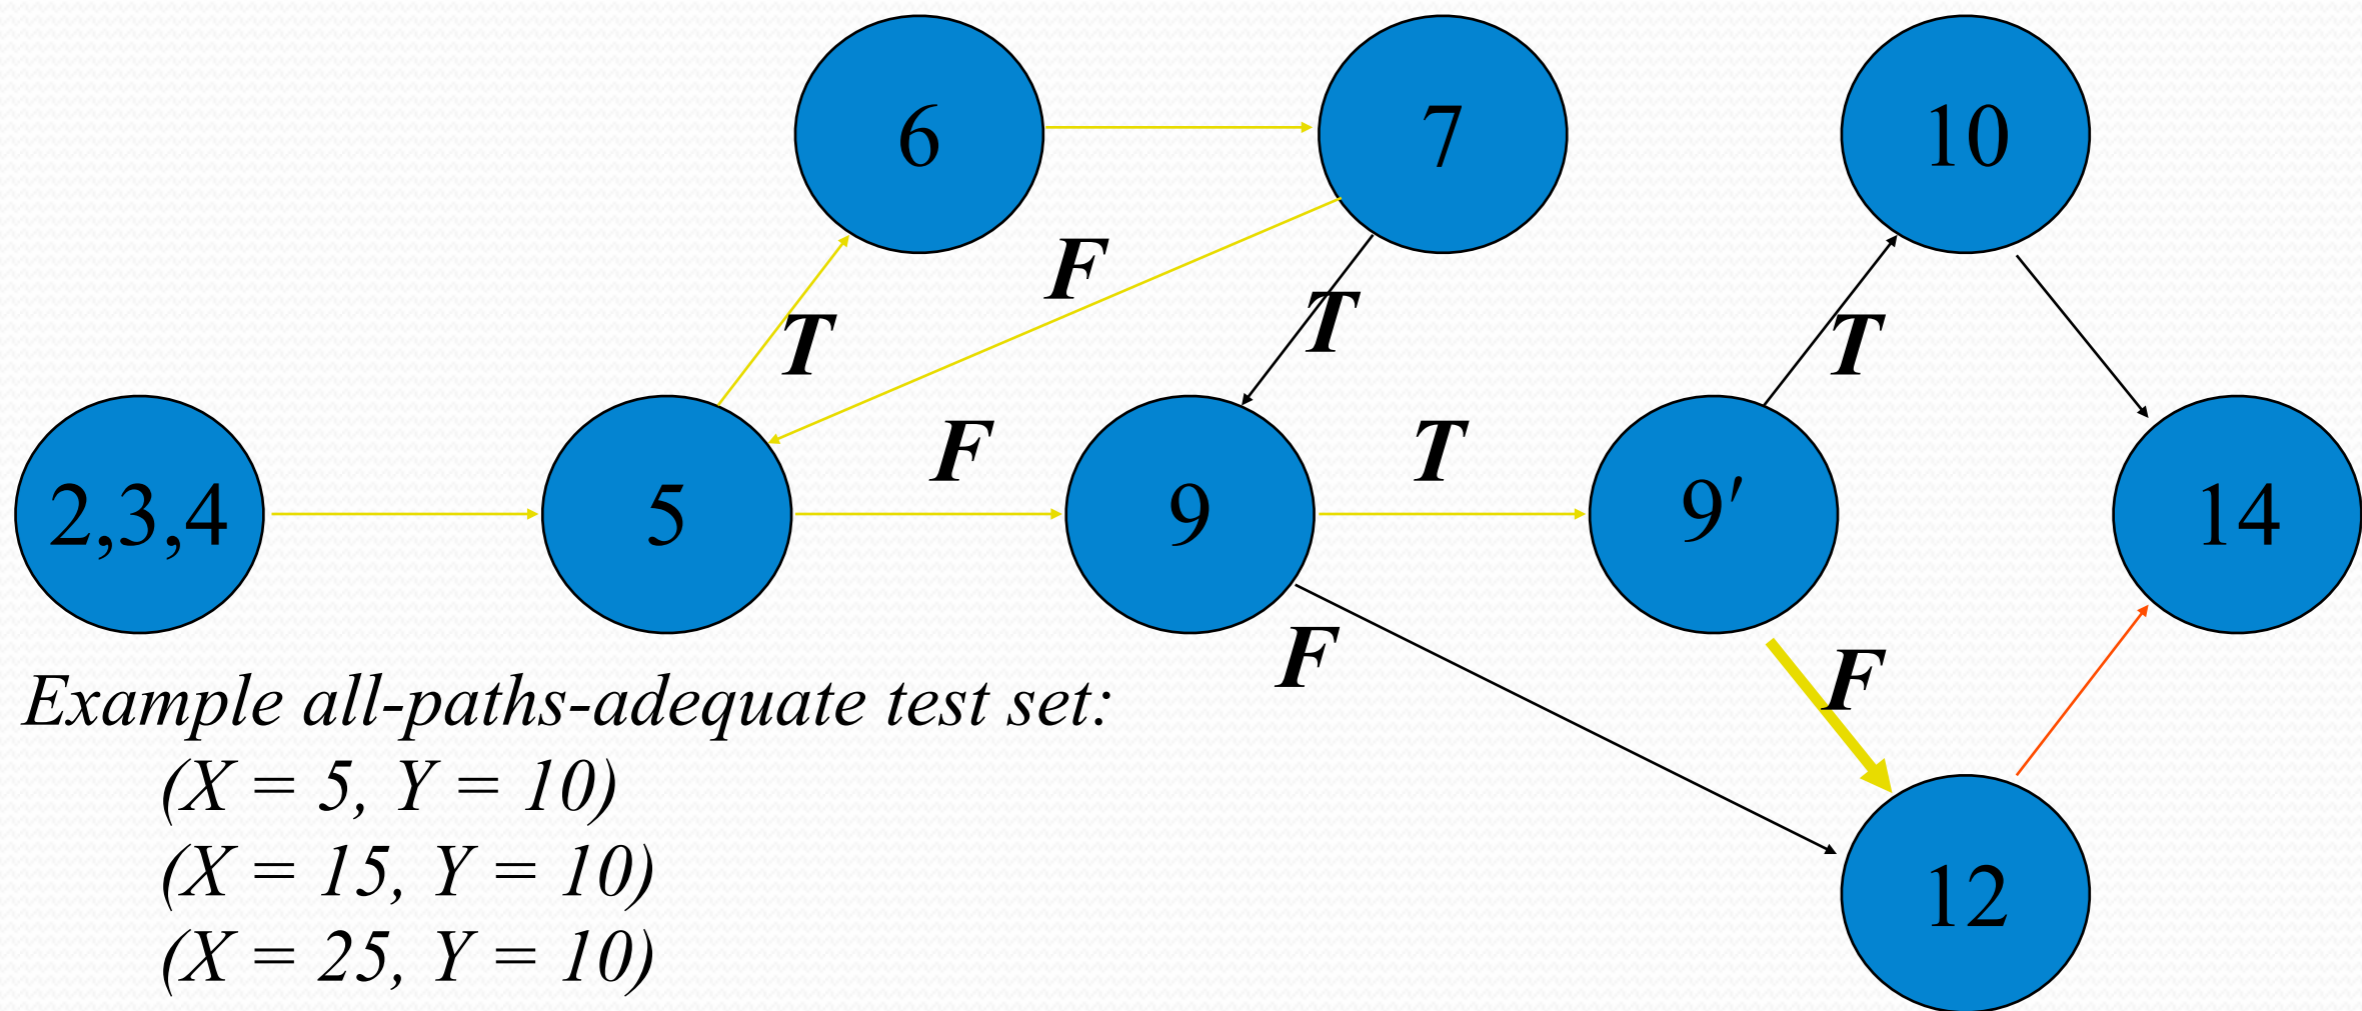 6
7
10
F
T
T
T
2,3,4
5
F
9
T
9'
14
F
F
Example all-paths-adequate test set:
(X = 5, Y = 10)
(X = 15, Y = 10)
(X = 25, Y = 10)
12